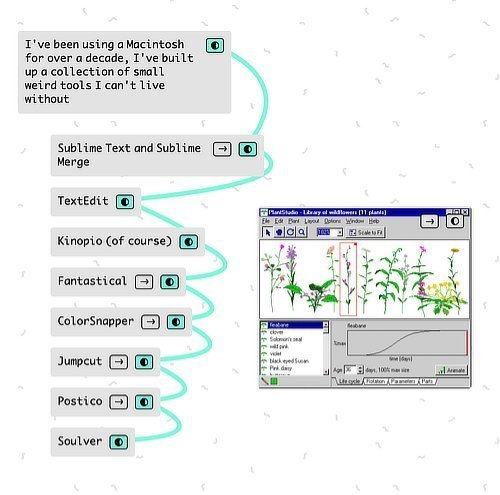 I've been using a Macintosh
for over a decade, I've built
up a collection of small
weird tools I can't live
without
Sublime Text and Sublime
Merge
TextEdit
Kinopio (of course)
Fantastical
ColorSnapper
Jumpcut
Postico
Soulver
PlantStudio - Library of wildflowers (11 plants)
File Edit Plant Layout Options Window Help
100% Scale to Fit
fleabane
clover
Solomon's seal
wild pink
violet
black-eyed Susan
Pink daisy
fleabane
%max
time (days)
Age days, 100% max size Animate
Life cycle Rotation Parameters Parts